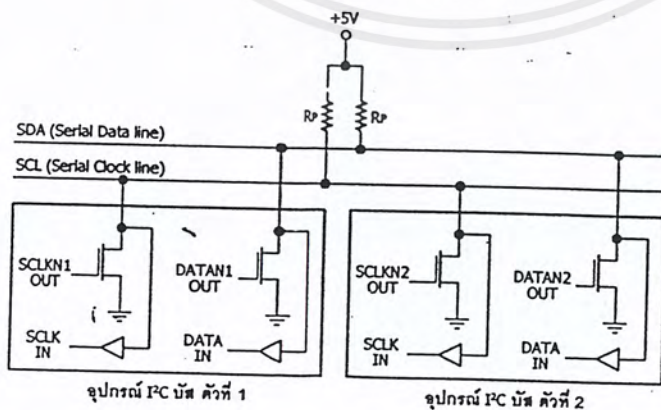 +5V
RP
RP
SDA (Serial Data line)
SCL (Serial Clock line)
SCLKN1
OUT
DATAN1
OUT
SCLK
IN
DATA
IN
SCLKN2
OUT
DATAN2
OUT
SCLK
IN
DATA
IN
อุปกรณ์ I²C บัส ตัวที่ 1
อุปกรณ์ I²C บัส ตัวที่ 2